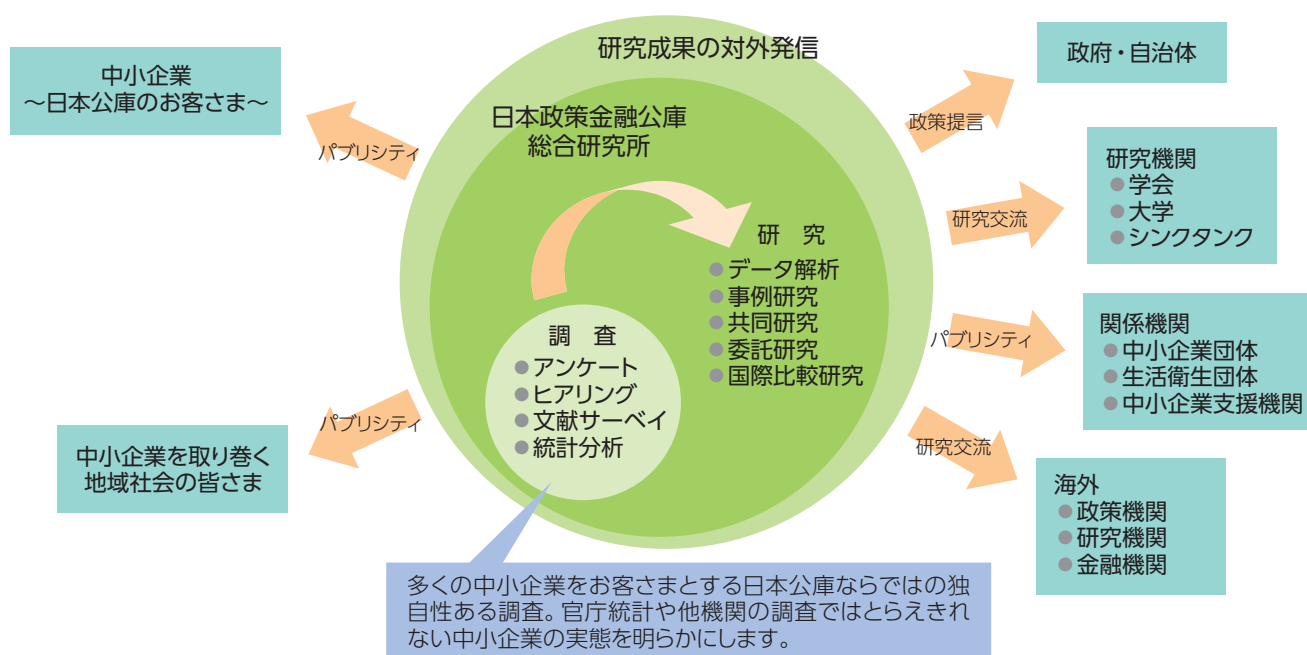 研究成果の対外発信
日本政策金融公庫
総合研究所
調　査
●アンケート
●ヒアリング
●文献サーベイ
●統計分析
研　究
●データ解析
●事例研究
●共同研究
●委託研究
●国際比較研究
多くの中小企業をお客さまとする日本公庫ならではの独
自性ある調査。官庁統計や他機関の調査ではとらえきれ
ない中小企業の実態を明らかにします。
パブリシティ
中小企業
～日本公庫のお客さま～
パブリシティ
中小企業を取り巻く
地域社会の皆さま
政策提言
政府・自治体
研究交流
研究機関
●学会
●大学
●シンクタンク
パブリシティ
関係機関
●中小企業団体
●生活衛生団体
●中小企業支援機関
研究交流
海外
●政策機関
●研究機関
●金融機関